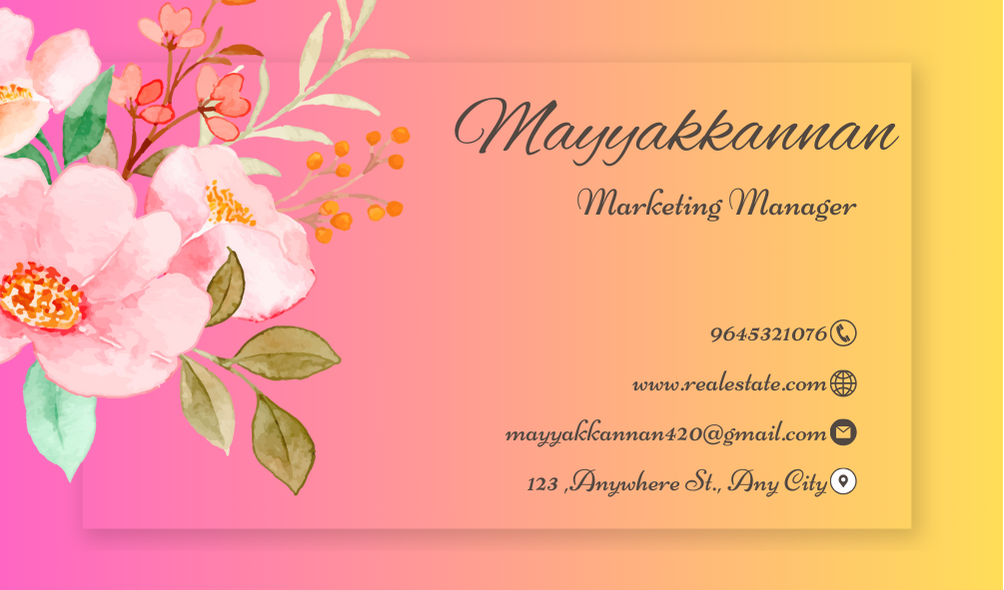 Mayyakkannan
Marketing Manager
9645321076
www.realestate.com
mayyakkannan420@gmail.com
123 ,Anywhere St., Any City